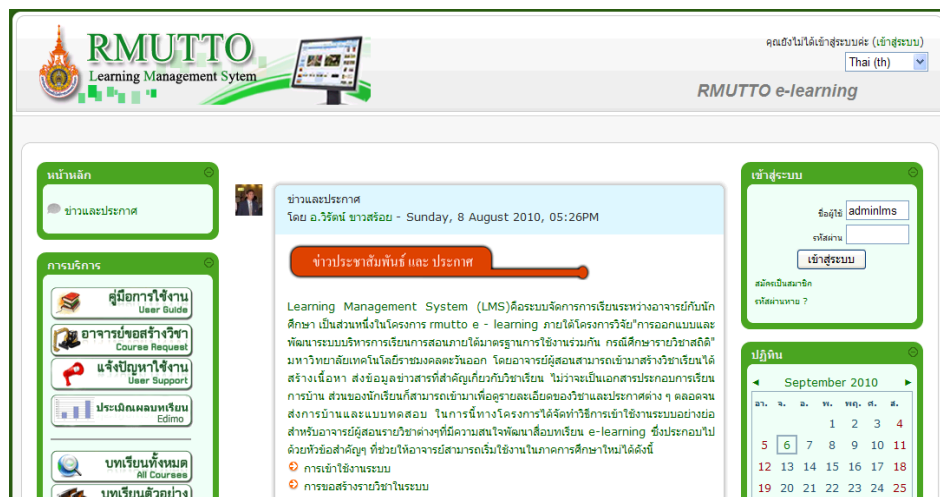 RMUTTO
Learning Management Sytem
คุณยังไม่ได้เข้าสู่ระบบค่ะ (เข้าสู่ระบบ)
Thai (th)
RMUTTO e-learning
หน้าหลัก
ข่าวและประกาศ
การบริการ
คู่มือการใช้งาน
User Guide
อาจารย์ขอสร้างวิชา
Course Request
แจ้งปัญหาใช้งาน
User Support
ประเมินผลบทเรียน
Edimo
บทเรียนทั้งหมด
All Courses
บทเรียนตัวอย่าง
ข่าวและประกาศ
โดย อ.วิรัตน์ ขาวสร้อย - Sunday, 8 August 2010, 05:26PM
ข่าวประชาสัมพันธ์ และ ประกาศ
Learning Management System (LMS)คือระบบจัดการการเรียนระหว่างอาจารย์กับนัก
ศึกษา เป็นส่วนหนึ่งในโครงการ rmutto e - learning ภายใต้โครงการวิจัย"การออกแบบและ
พัฒนาระบบบริหารการเรียนการสอนภายใต้มาตรฐานการใช้งานร่วมกัน กรณีศึกษารายวิชาสถิติ"
มหาวิทยาลัยเทคโนโลยีราชมงคลตะวันออก โดยอาจารย์ผู้สอนสามารถเข้ามาสร้างวิชาเรียนได้
สร้างเนื้อหา ส่งข้อมูลข่าวสารที่สำคัญเกี่ยวกับวิชาเรียน ไม่ว่าจะเป็นเอกสารประกอบการเรียน
การบ้าน ส่วนของนักเรียนก็สามารถเข้ามาเพื่อดูรายละเอียดของวิชาและประกาศต่าง ๆ ตลอดจน
ส่งการบ้านและแบบทดสอบ ในการนี้ทางโครงการได้จัดทำวิธีการเข้าใช้งานระบบอย่างย่อ
สำหรับอาจารย์ผู้สอนรายวิชาต่างๆที่มีความสนใจพัฒนาสื่อบทเรียน e-learning ซึ่งประกอบไป
ด้วยหัวข้อสำคัญๆ ที่ช่วยให้อาจารย์สามารถเริ่มใช้งานในภาคการศึกษาใหม่ได้ดังนี้
การเข้าใช้งานระบบ
การขอสร้างรายวิชาในระบบ
เข้าสู่ระบบ
ชื่อผู้ใช้ adminlms
รหัสผ่าน
เข้าสู่ระบบ
สมัครเป็นสมาชิก
รหัสผ่านหาย ?
ปฏิทิน
◄ September 2010 ►
อา. จ. อ. พ. พฤ. ศ. ส.
1 2 3 4
5 6 7 8 9 10 11
12 13 14 15 16 17 18
19 20 21 22 23 24 25